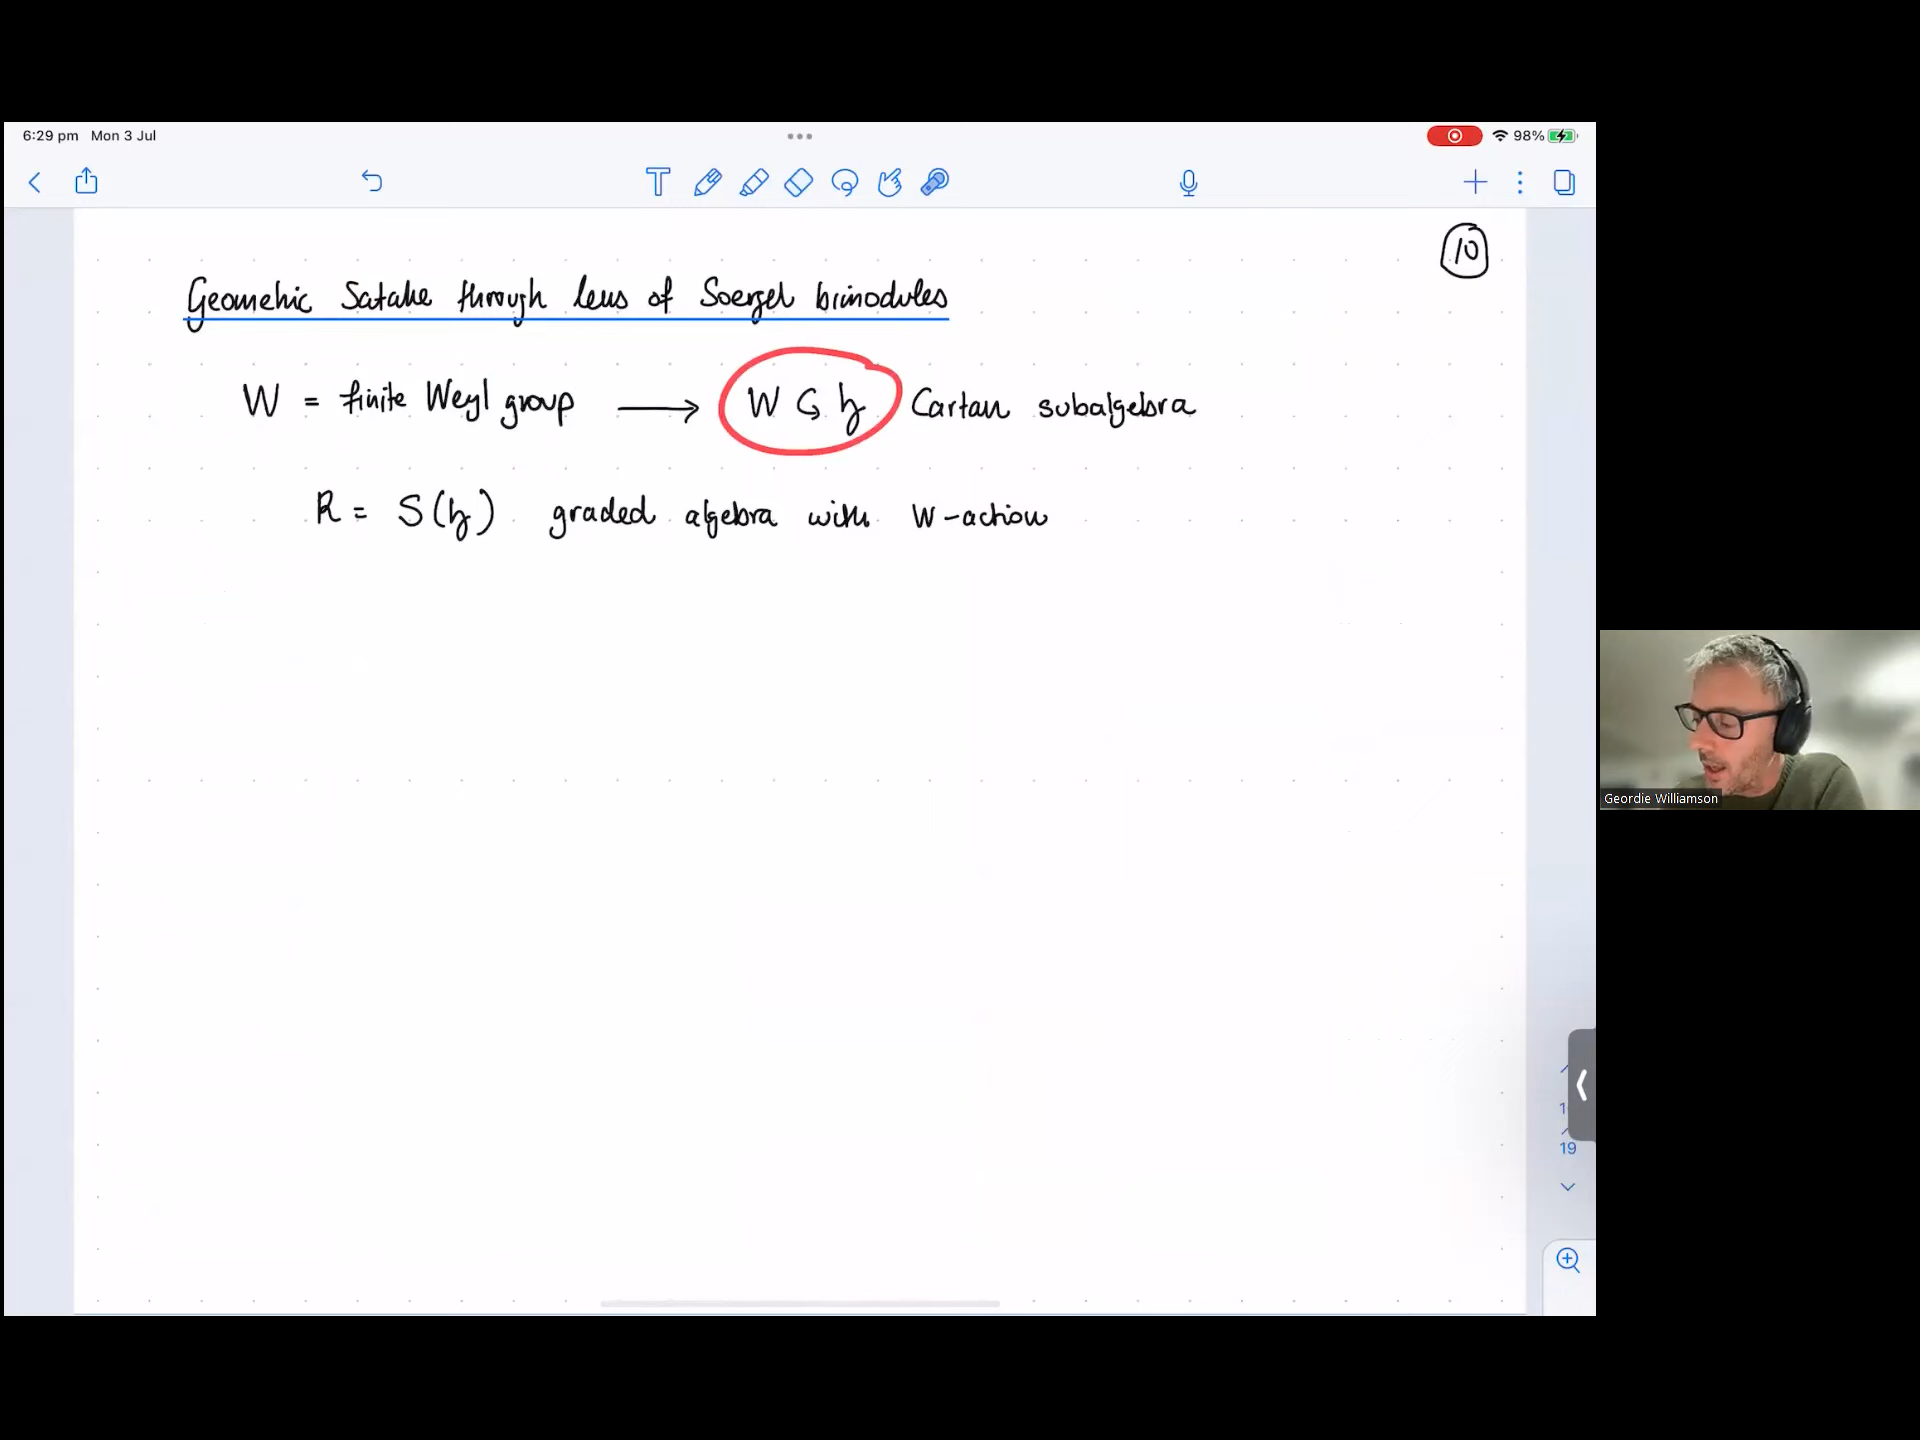 6:29 pm Mon 3 Jul
98%
10
Geometric Satake through lens of Soergel bimodules
W = finite Weyl group ⟶ W ↺ 𝔥 Cartan subalgebra
R = S(𝔥) graded algebra with W-action
Geordie Williamson
19